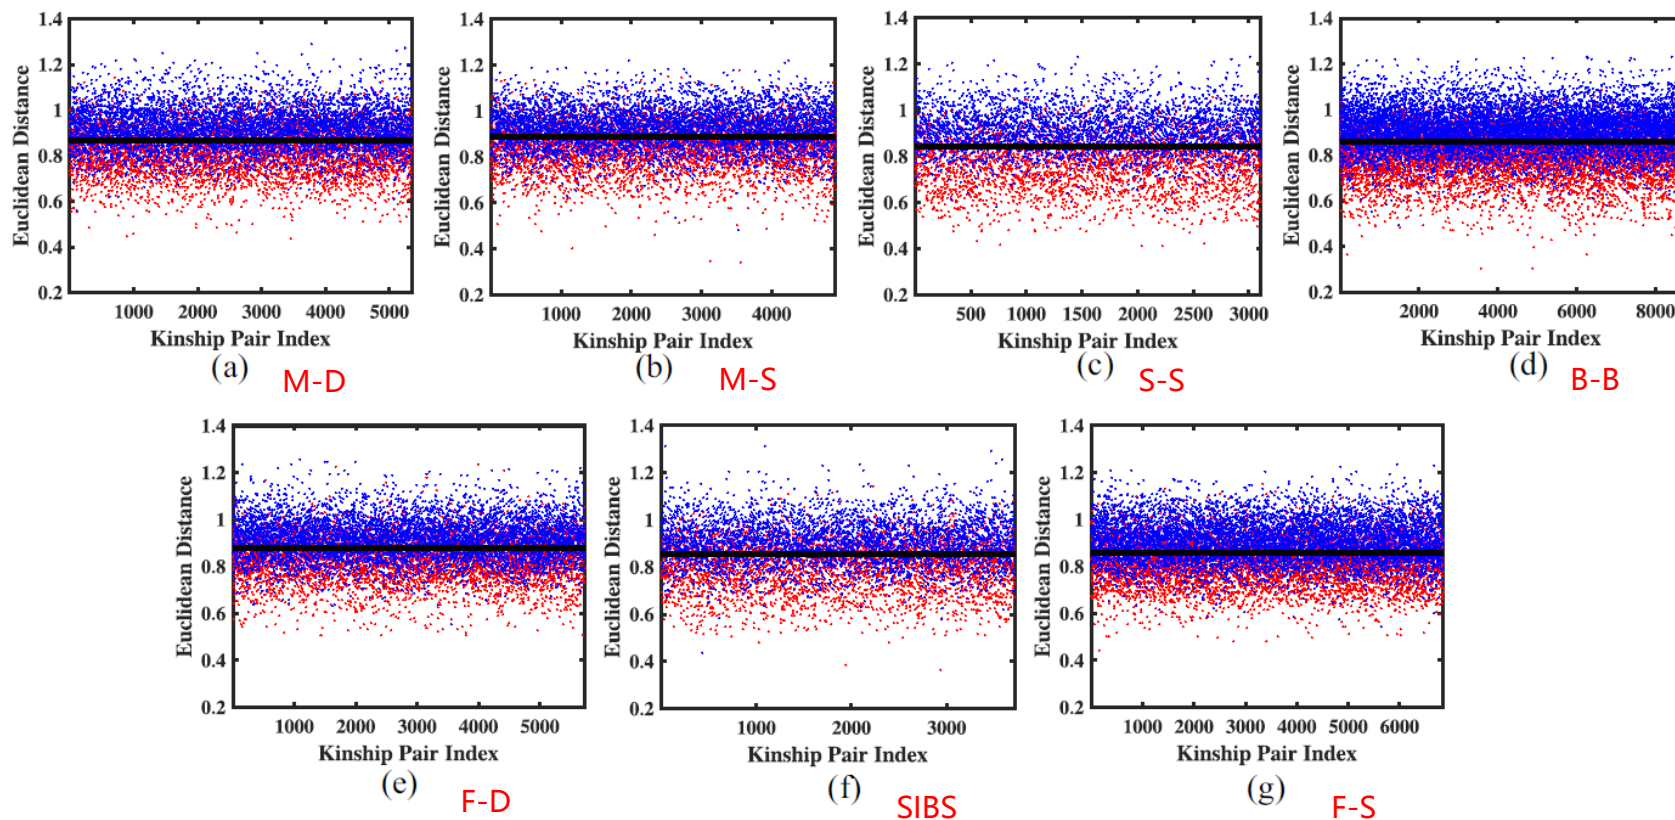 1.4 1.4 1.4 1.4
1.2 1.2 1.2 1.2
1 1 1 1
0.8 0.8 0.8 0.8
0.6 0.6 0.6 0.6
0.4 0.4 0.4 0.4
0.2 0.2 0.2 0.2
Euclidean Distance Euclidean Distance Euclidean Distance Euclidean Distance
1000 2000 3000 4000 5000 1000 2000 3000 4000 500 1000 1500 2000 2500 3000 2000 4000 6000 8000
Kinship Pair Index Kinship Pair Index Kinship Pair Index Kinship Pair Index
(a) M-D (b) M-S (c) S-S (d) B-B
1.4 1.4 1.4
1.2 1.2 1.2
1 1 1
0.8 0.8 0.8
0.6 0.6 0.6
0.4 0.4 0.4
0.2 0.2 0.2
Euclidean Distance Euclidean Distance Euclidean Distance
1000 2000 3000 4000 5000 1000 2000 3000 1000 2000 3000 4000 5000 6000
Kinship Pair Index Kinship Pair Index Kinship Pair Index
(e) F-D (f) SIBS (g) F-S